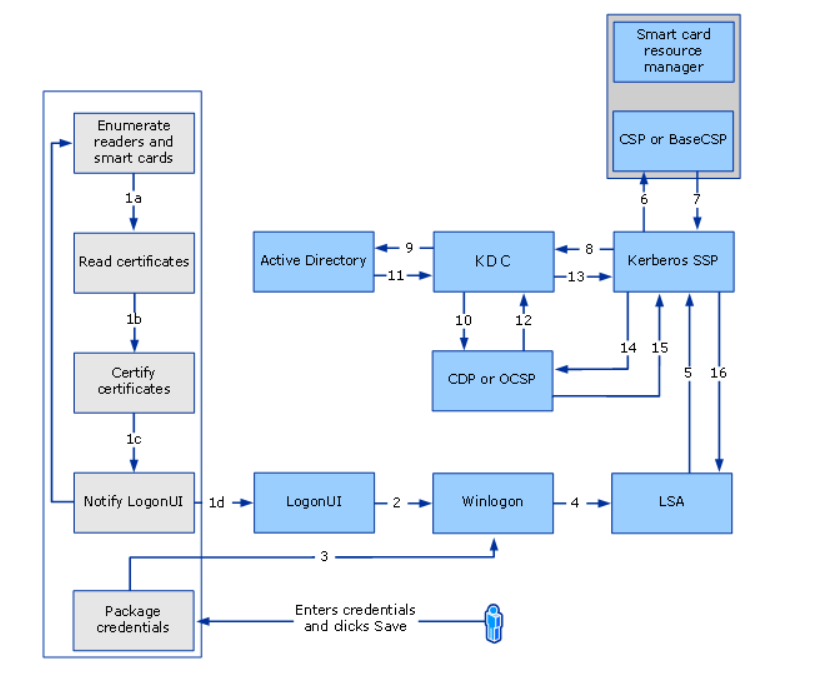 Smart card
resource
manager
Enumerate
readers and
smart cards
CSP or BaseCSP
1a
6
7
Read certificates
Active Directory
9
11
K D C
8
13
Kerberos SSP
1b
10
12
14
15
5
16
Certify
certificates
CDP or OCSP
1c
Notify LogonUI
1d
LogonUI
2
Winlogon
4
LSA
3
Package
credentials
Enters credentials
and clicks Save